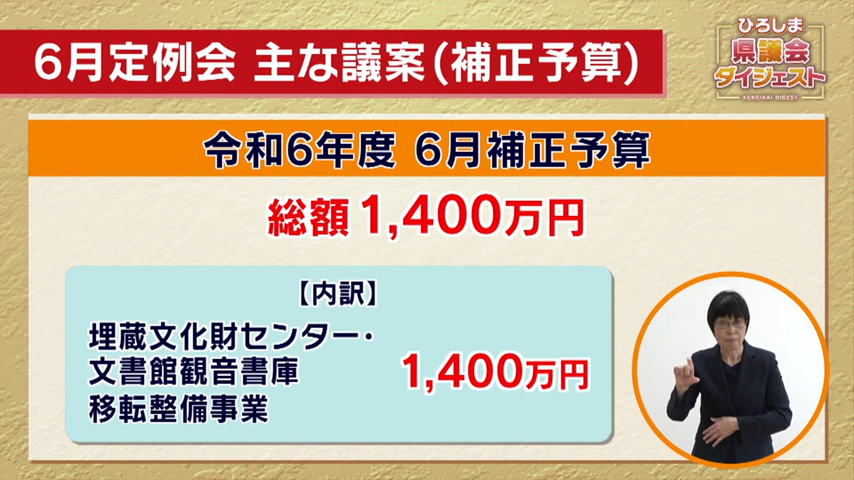 6月定例会 主な議案(補正予算)
ひろしま
県議会
ダイジェスト
KENGIKAI DIGEST
令和6年度 6月補正予算
総額1,400万円
【内訳】
埋蔵文化財センター・
文書館観音書庫
移転整備事業
1,400万円